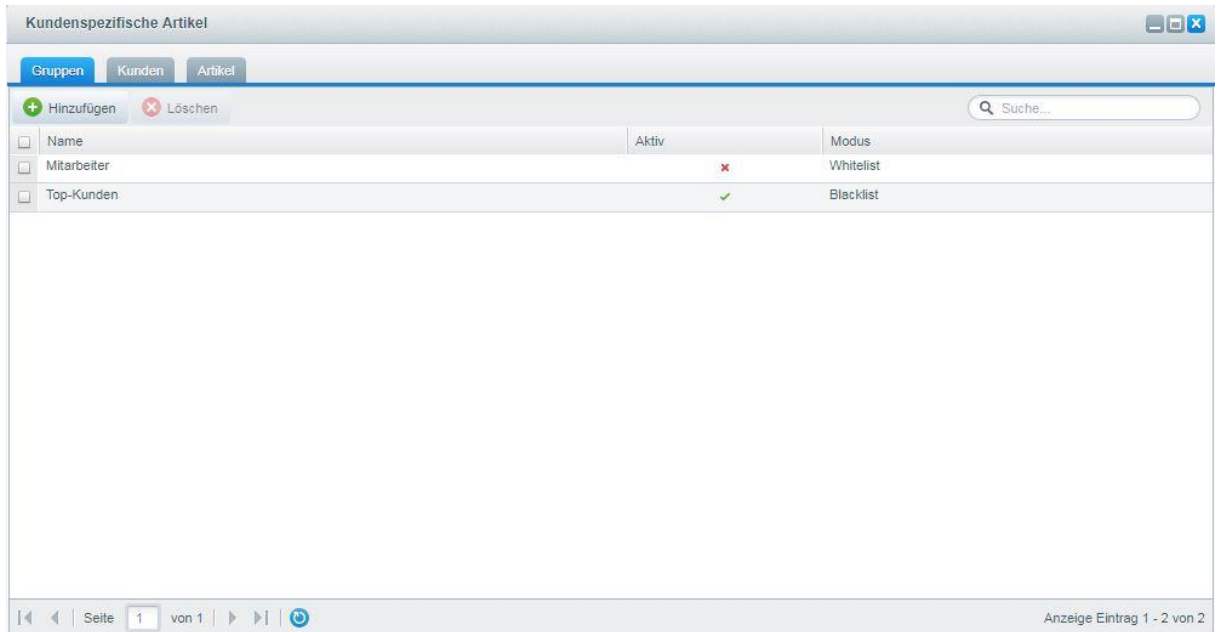 Kundenspezifische Artikel
Gruppen Kunden Artikel
Hinzufügen Löschen Suche...
Name Aktiv Modus
Mitarbeiter Whitelist
Top-Kunden Blacklist
Seite 1 von 1 Anzeige Eintrag 1 - 2 von 2